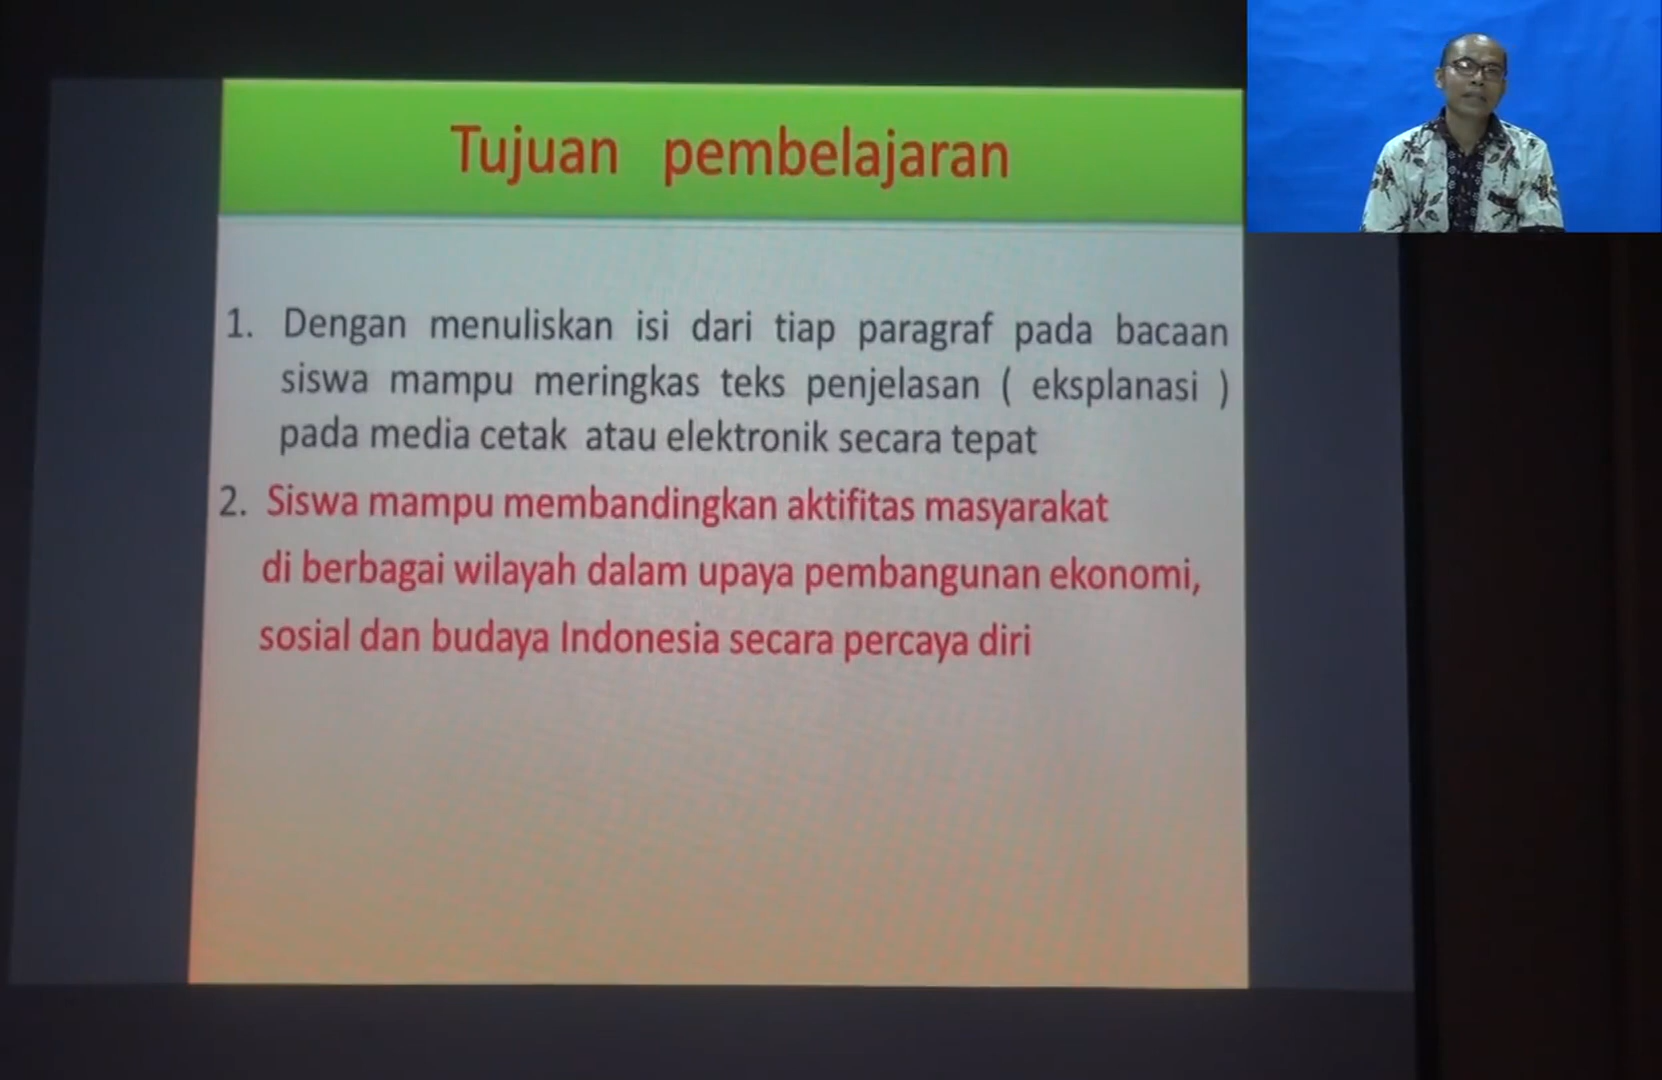 Tujuan pembelajaran
1. Dengan menuliskan isi dari tiap paragraf pada bacaan
siswa mampu meringkas teks penjelasan ( eksplanasi )
pada media cetak atau elektronik secara tepat
2. Siswa mampu membandingkan aktifitas masyarakat
di berbagai wilayah dalam upaya pembangunan ekonomi,
sosial dan budaya Indonesia secara percaya diri